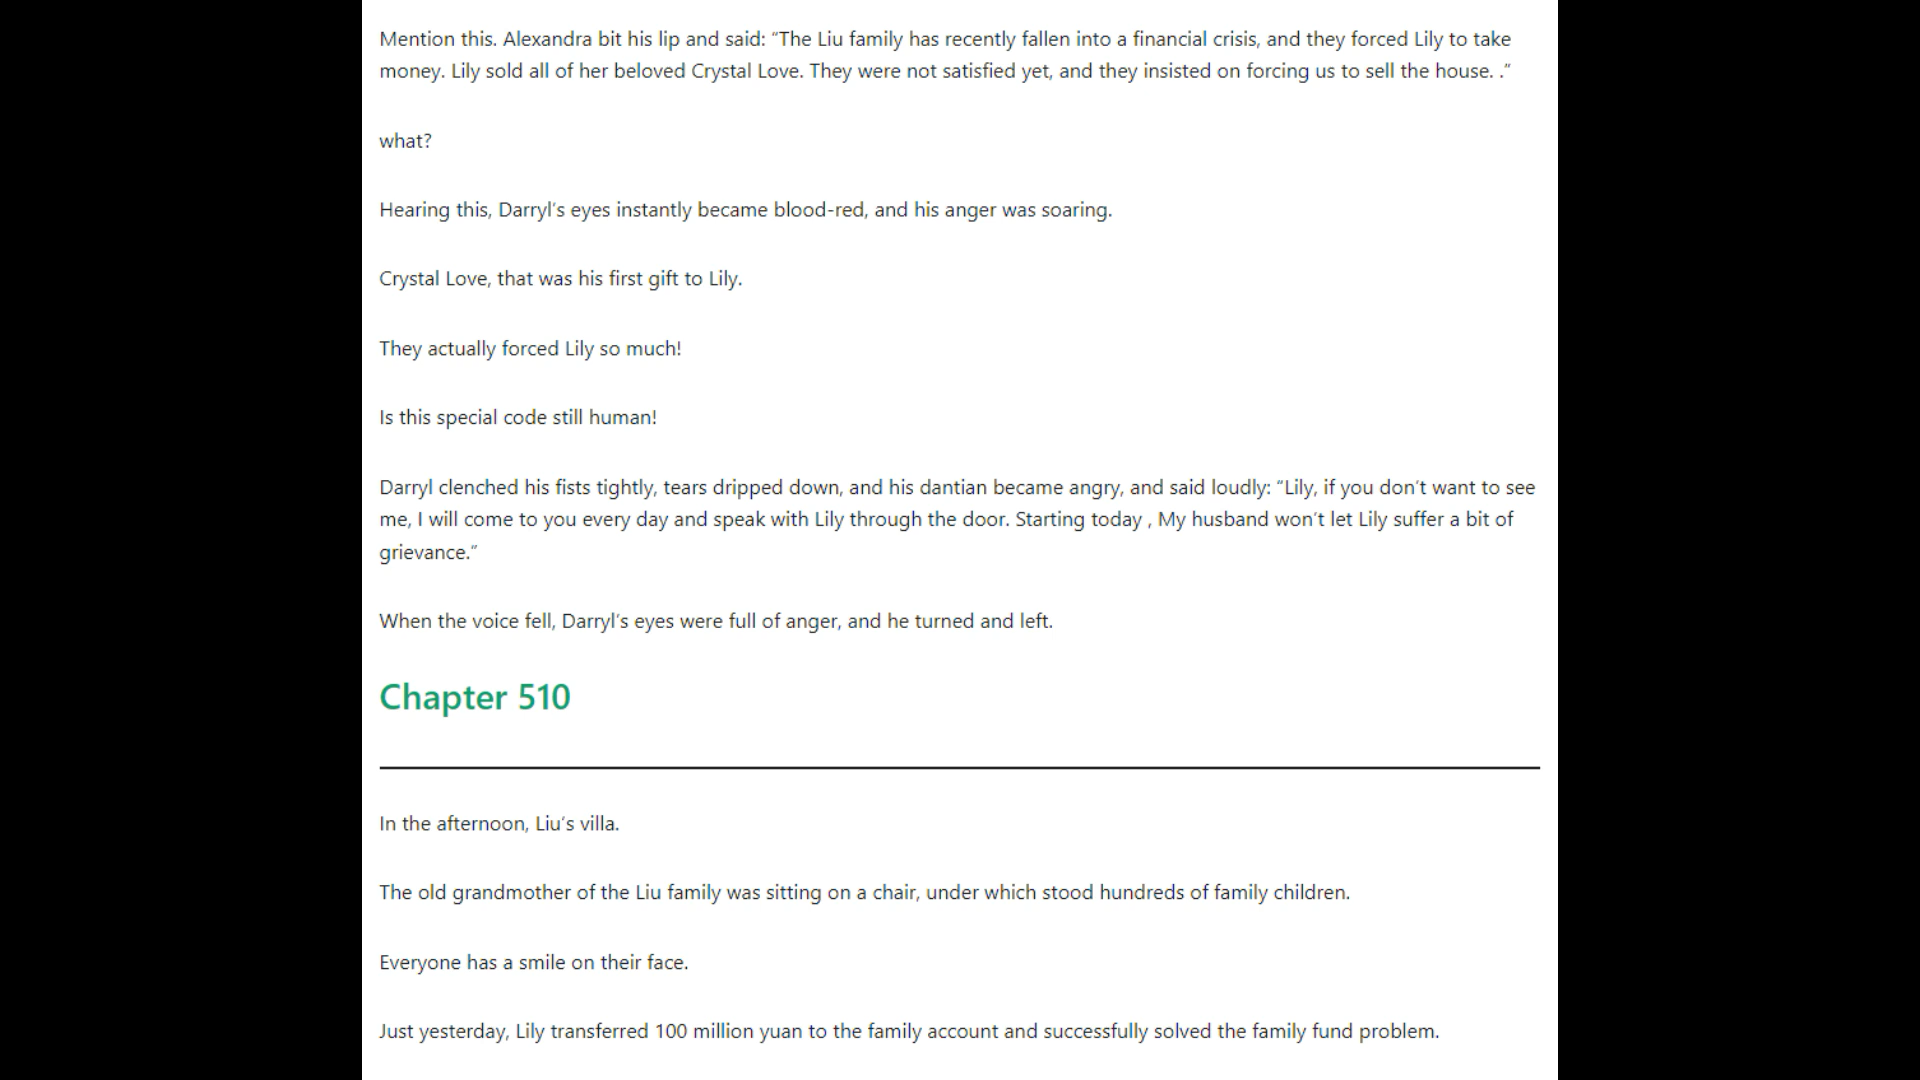 Mention this. Alexandra bit his lip and said: “The Liu family has recently fallen into a financial crisis, and they forced Lily to take
money. Lily sold all of her beloved Crystal Love. They were not satisfied yet, and they insisted on forcing us to sell the house. .”
what?
Hearing this, Darryl’s eyes instantly became blood-red, and his anger was soaring.
Crystal Love, that was his first gift to Lily.
They actually forced Lily so much!
Is this special code still human!
Darryl clenched his fists tightly, tears dripped down, and his dantian became angry, and said loudly: “Lily, if you don’t want to see
me, I will come to you every day and speak with Lily through the door. Starting today , My husband won’t let Lily suffer a bit of
grievance.”
When the voice fell, Darryl’s eyes were full of anger, and he turned and left.
Chapter 510
In the afternoon, Liu’s villa.
The old grandmother of the Liu family was sitting on a chair, under which stood hundreds of family children.
Everyone has a smile on their face.
Just yesterday, Lily transferred 100 million yuan to the family account and successfully solved the family fund problem.